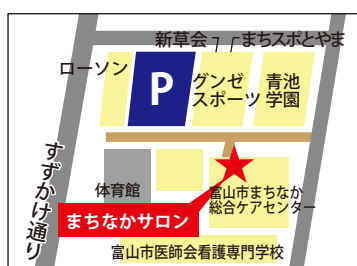 新草会 まちスポとやま
ローソン
P
グンゼ
スポーツ
青池
学園
すずかけ通り
体育館
富山市まちなか
総合ケアセンター
まちなかサロン
富山市医師会看護専門学校